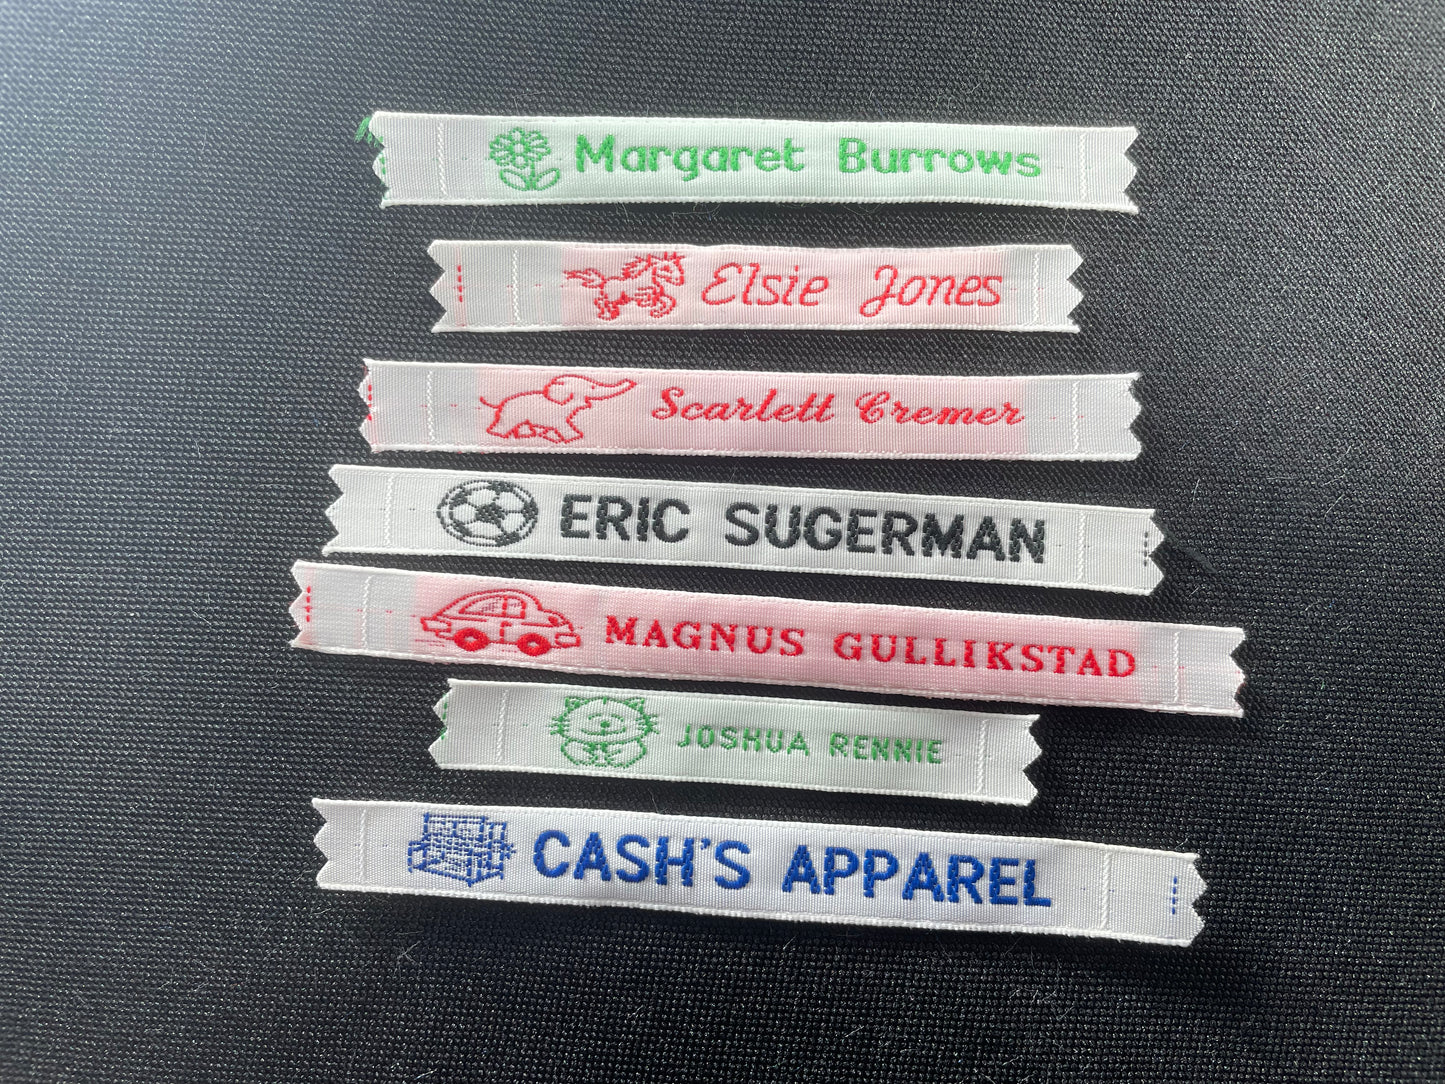 Margaret Burrows
Elsie Jones
Scarlett Cremer
ERIC SUGERMAN
MAGNUS GULLIKSTAD
JOSHUA RENNIE
CASH'S APPAREL